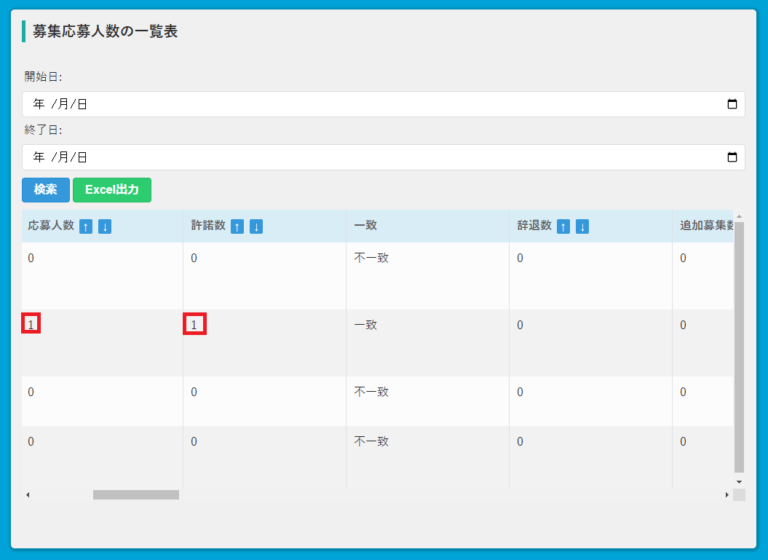 募集応募人数の一覧表
開始日:
年 /月/日
終了日:
年 /月/日
検索 Excel出力
応募人数 ↑ ↓ 許諾数 ↑ ↓ 一致 辞退数 ↑ ↓ 追加募集数
0 0 不一致 0 0
1 1 一致 0 0
0 0 不一致 0 0
0 0 不一致 0 0